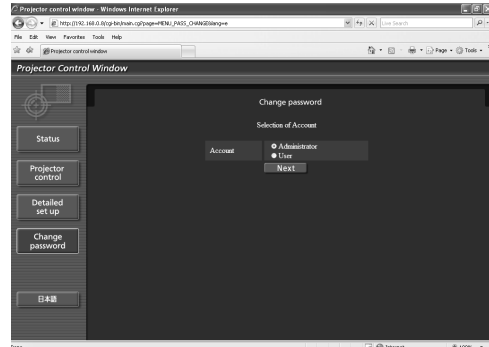 Projector control window - Windows Internet Explorer
http://192.168.0.8/cgi-bin/main.cgi?page=MENU_PASS_CHANGE&lang=e
Live Search
File Edit View Favorites Tools Help
Projector control window
Page Tools
Projector Control Window
Change password
Selection of Account
Account
Administrator
User
Next
Status
Projector
control
Detailed
set up
Change
password
日本語
Internet
100%